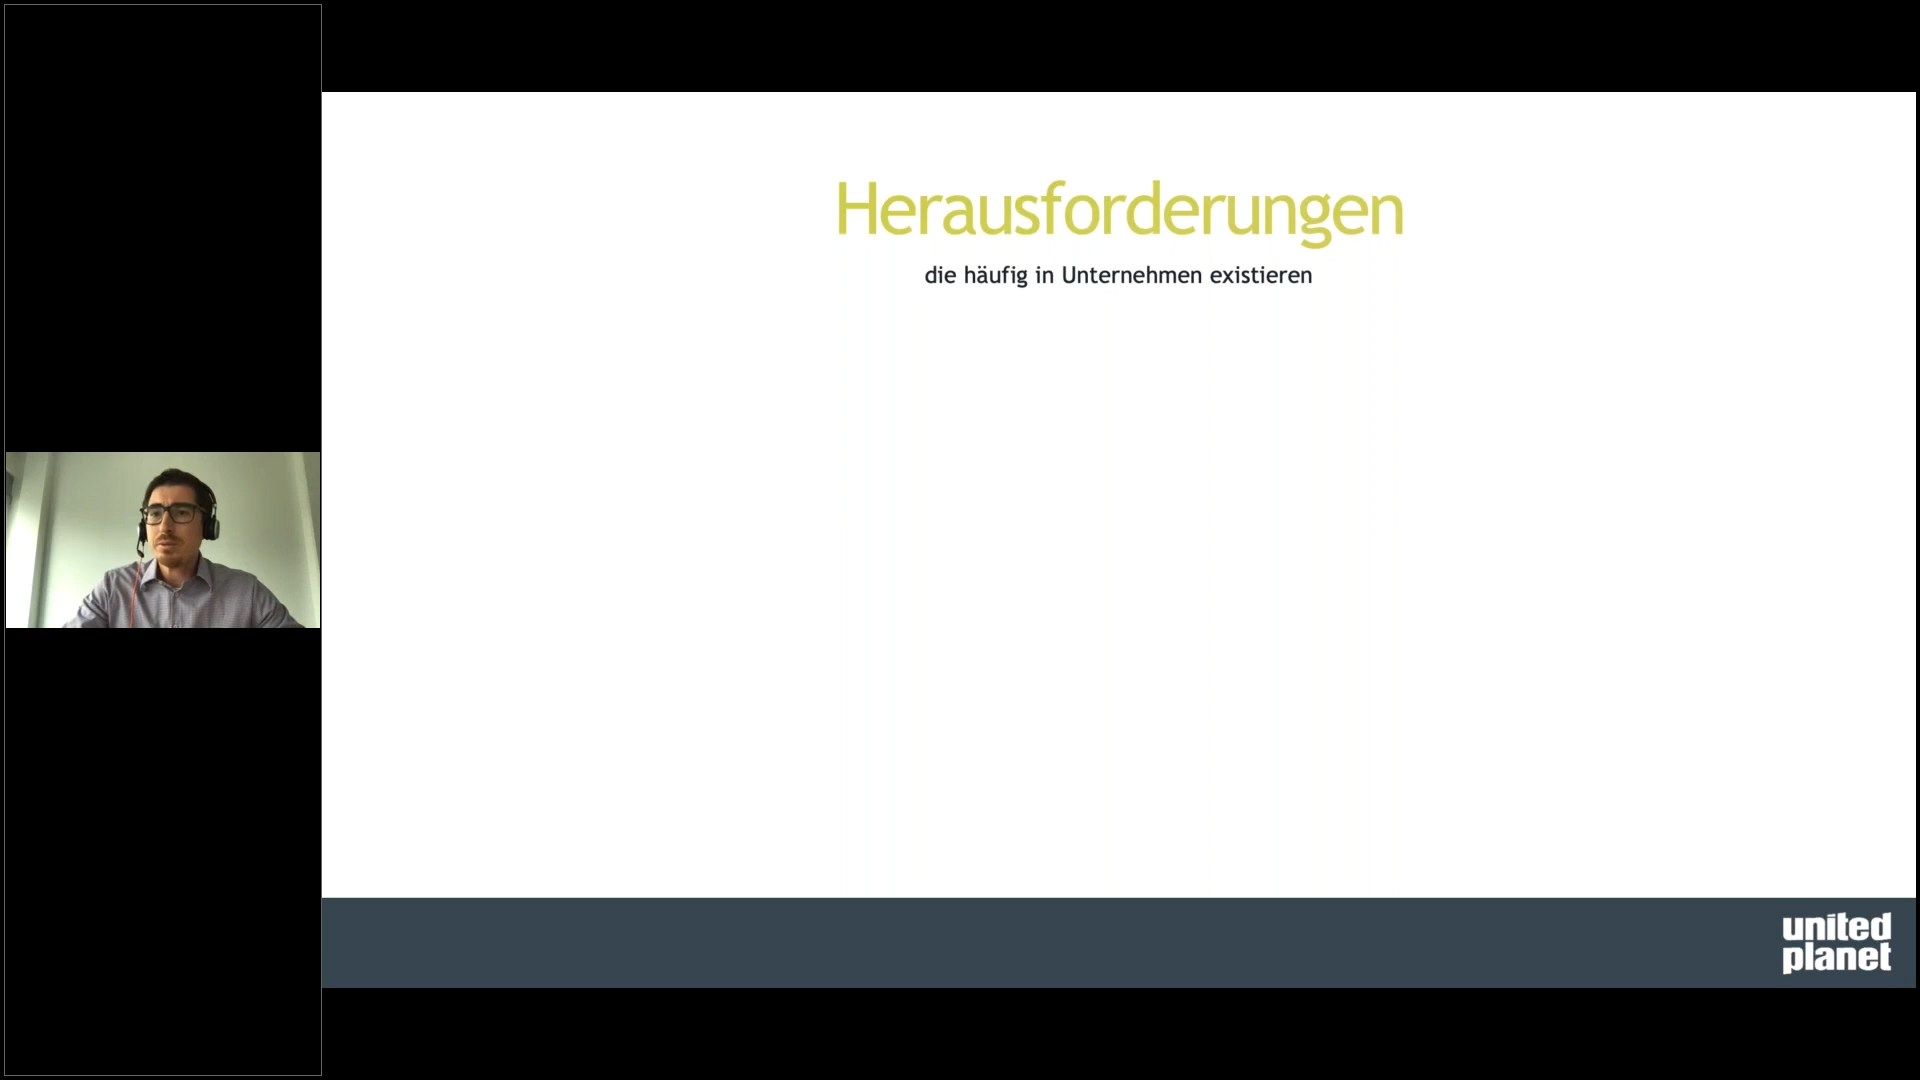 Herausforderungen
die häufig in Unternehmen existieren
united
planet